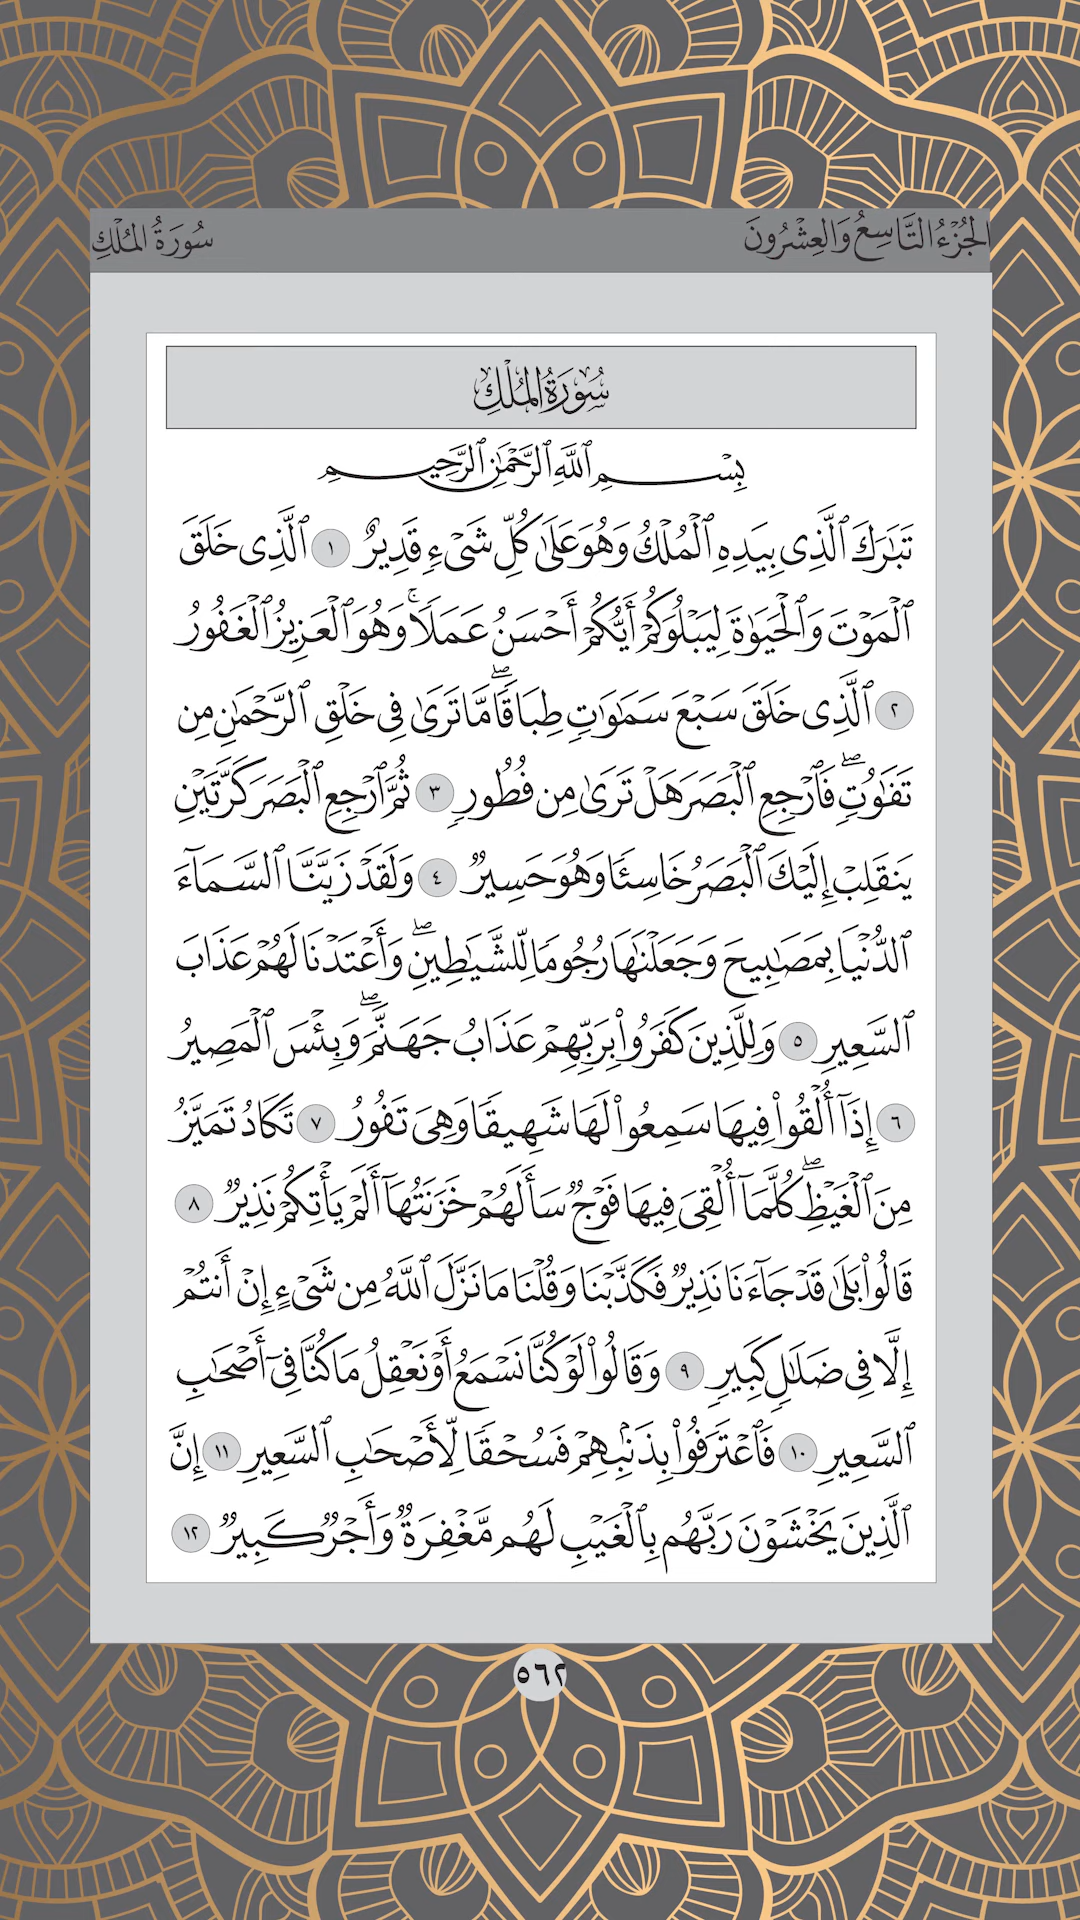 الجُزْءُ التَّاسِعُ وَالعِشْرُونَ
سُورَةُ المُلْكِ
سُورَةُ المُلْكِ
بِسْمِ ٱللَّهِ ٱلرَّحْمَٰنِ ٱلرَّحِيمِ
تَبَٰرَكَ ٱلَّذِى بِيَدِهِ ٱلْمُلْكُ وَهُوَ عَلَىٰ كُلِّ شَىْءٍ قَدِيرٌ ١ ٱلَّذِى خَلَقَ
ٱلْمَوْتَ وَٱلْحَيَوٰةَ لِيَبْلُوَكُمْ أَيُّكُمْ أَحْسَنُ عَمَلًا ۚ وَهُوَ ٱلْعَزِيزُ ٱلْغَفُورُ
٢ ٱلَّذِى خَلَقَ سَبْعَ سَمَٰوَٰتٍ طِبَاقًا ۖ مَّا تَرَىٰ فِى خَلْقِ ٱلرَّحْمَٰنِ مِن
تَفَٰوُتٍ ۖ فَٱرْجِعِ ٱلْبَصَرَ هَلْ تَرَىٰ مِن فُطُورٍ ٣ ثُمَّ ٱرْجِعِ ٱلْبَصَرَ كَرَّتَيْنِ
يَنقَلِبْ إِلَيْكَ ٱلْبَصَرُ خَاسِئًا وَهُوَ حَسِيرٌ ٤ وَلَقَدْ زَيَّنَّا ٱلسَّمَآءَ
ٱلدُّنْيَا بِمَصَٰبِيحَ وَجَعَلْنَٰهَا رُجُومًا لِّلشَّيَٰطِينِ ۖ وَأَعْتَدْنَا لَهُمْ عَذَابَ
ٱلسَّعِيرِ ٥ وَلِلَّذِينَ كَفَرُوا۟ بِرَبِّهِمْ عَذَابُ جَهَنَّمَ ۖ وَبِئْسَ ٱلْمَصِيرُ
٦ إِذَآ أُلْقُوا۟ فِيهَا سَمِعُوا۟ لَهَا شَهِيقًا وَهِىَ تَفُورُ ٧ تَكَادُ تَمَيَّزُ
مِنَ ٱلْغَيْظِ ۖ كُلَّمَآ أُلْقِىَ فِيهَا فَوْجٌ سَأَلَهُمْ خَزَنَتُهَآ أَلَمْ يَأْتِكُمْ نَذِيرٌ ٨
قَالُوا۟ بَلَىٰ قَدْ جَآءَنَا نَذِيرٌ فَكَذَّبْنَا وَقُلْنَا مَا نَزَّلَ ٱللَّهُ مِن شَىْءٍ إِنْ أَنتُمْ
إِلَّا فِى ضَلَٰلٍ كَبِيرٍ ٩ وَقَالُوا۟ لَوْ كُنَّا نَسْمَعُ أَوْ نَعْقِلُ مَا كُنَّا فِىٓ أَصْحَٰبِ
ٱلسَّعِيرِ ١٠ فَٱعْتَرَفُوا۟ بِذَنۢبِهِمْ فَسُحْقًا لِّأَصْحَٰبِ ٱلسَّعِيرِ ١١ إِنَّ
ٱلَّذِينَ يَخْشَوْنَ رَبَّهُم بِٱلْغَيْبِ لَهُم مَّغْفِرَةٌ وَأَجْرٌ كَبِيرٌ ١٢
٥٦٢